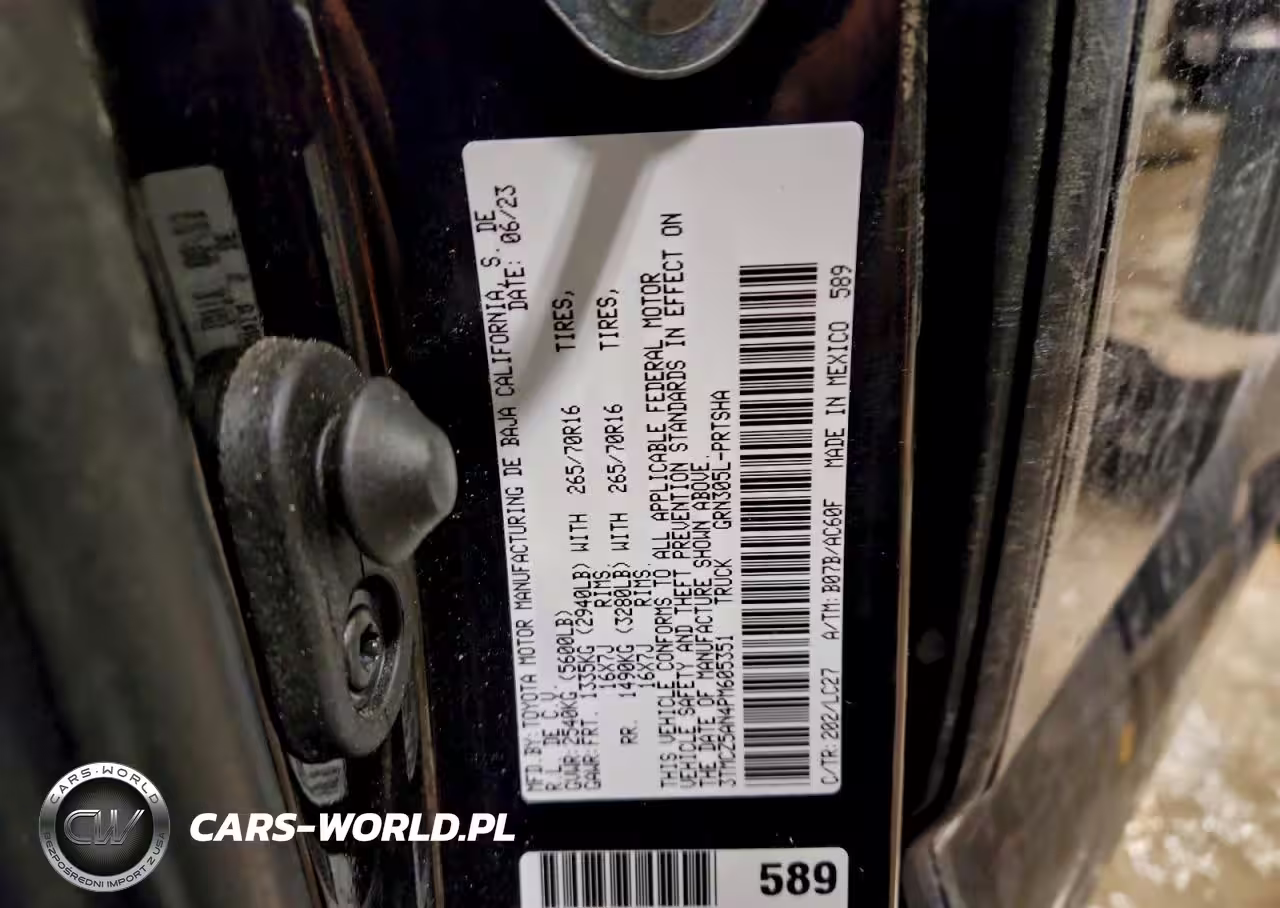 MFD.BY:TOYOTA MOTOR MANUFACTURING DE BAJA CALIFORNIA, S. DE
R.L. DE C.V. DATE: 06/23
GVWR:2540KG (5600LB)
GAWR:FRT. 1335KG (2940LB) WITH 265/70R16 TIRES,
16X7J RIMS.
RR. 1490KG (3280LB) WITH 265/70R16 TIRES,
16X7J RIMS.
THIS VEHICLE CONFORMS TO ALL APPLICABLE FEDERAL MOTOR
VEHICLE SAFETY AND THEFT PREVENTION STANDARDS IN EFFECT ON
THE DATE OF MANUFACTURE SHOWN ABOVE.
3TMCZ5AN4PM605351 TRUCK GRN305L-PRTSHA
C/TR:202/LC27 A/TM:B07B/AC60F MADE IN MEXICO 589
589
CARS-WORLD
CW
BEZPOŚREDNI IMPORT Z USA
CARS-WORLD.PL